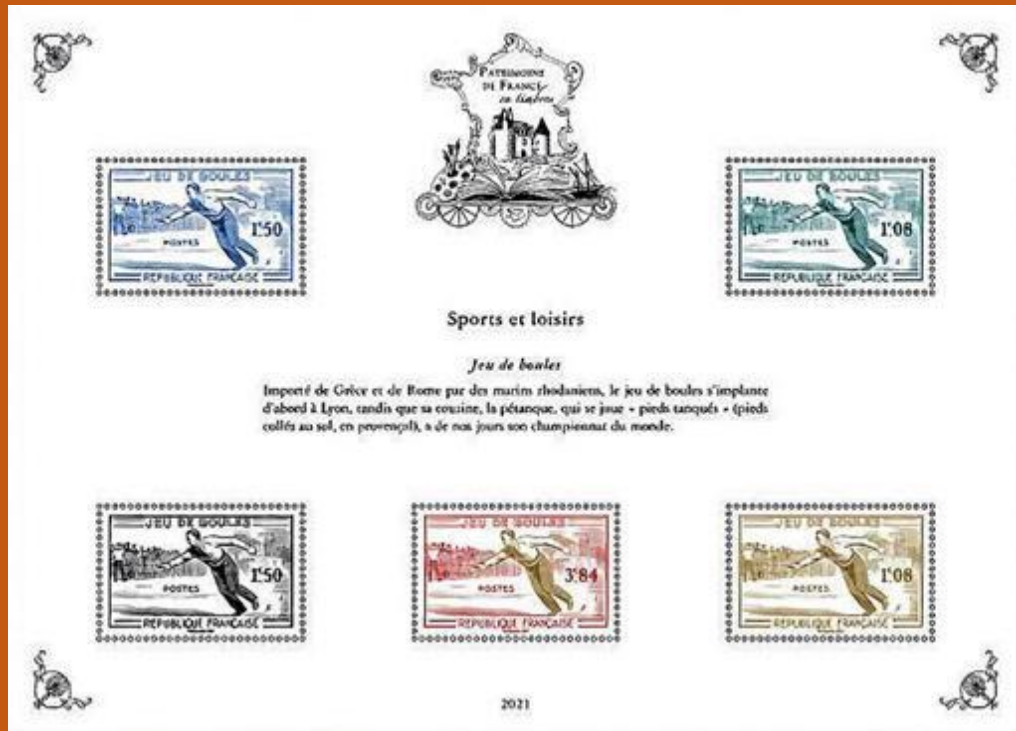 PATRIMOINE
DE FRANCE
en timbres
JEU DE BOULES
1€50
POSTES
REPUBLIQUE FRANÇAISE
JEU DE BOULES
1€08
POSTES
REPUBLIQUE FRANÇAISE
Sports et loisirs
Jeu de boules
Importé de Grèce et de Rome par des marins rhodaniens, le jeu de boules s'implante
d'abord à Lyon, tandis que sa cousine, la pétanque, qui se joue « pieds tanqués » (pieds
collés au sol, en provençal), a de nos jours son championnat du monde.
JEU DE BOULES
1€50
POSTES
REPUBLIQUE FRANÇAISE
JEU DE BOULES
3€84
POSTES
REPUBLIQUE FRANÇAISE
JEU DE BOULES
1€08
POSTES
REPUBLIQUE FRANÇAISE
2021